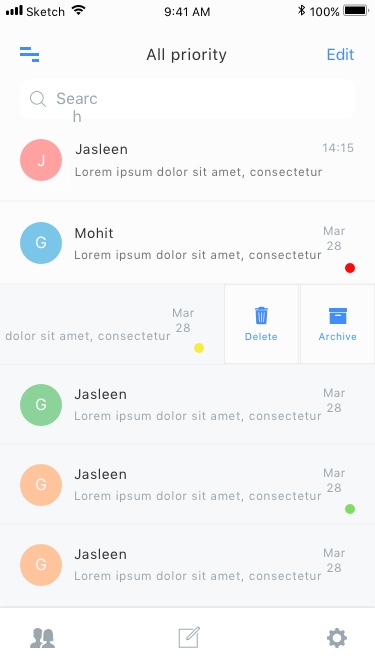 Sketch 9:41 AM 100%
All priority Edit
Searc
h
J Jasleen 14:15
Lorem ipsum dolor sit amet, consectetur
G Mohit Mar
28
Lorem ipsum dolor sit amet, consectetur
Mar
28
dolor sit amet, consectetur Delete Archive
G Jasleen Mar
28
Lorem ipsum dolor sit amet, consectetur
G Jasleen Mar
28
Lorem ipsum dolor sit amet, consectetur
G Jasleen Mar
28
Lorem ipsum dolor sit amet, consectetur